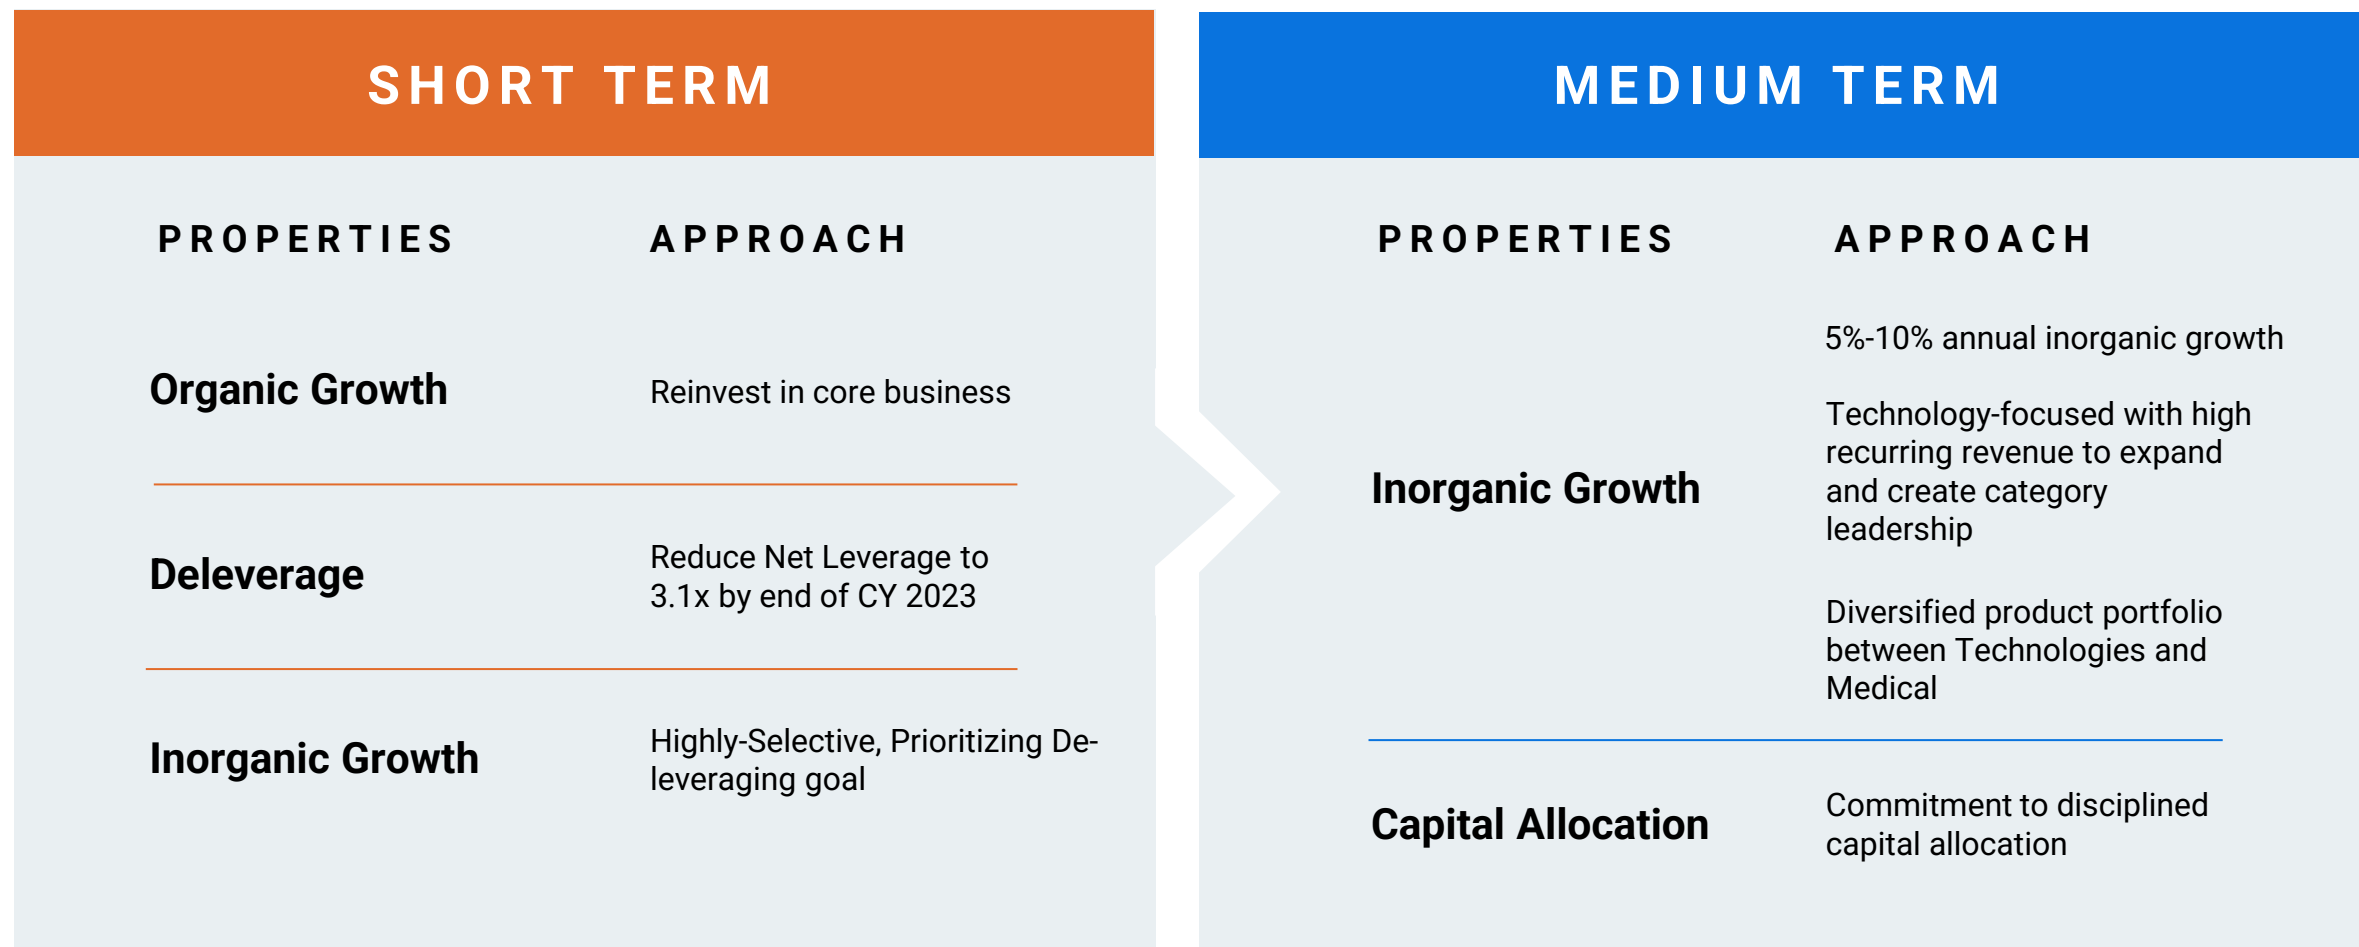 SHORT TERM
PROPERTIES
APPROACH
Organic Growth
Reinvest in core business
Deleverage
Reduce Net Leverage to
3.1x by end of CY 2023
Inorganic Growth
Highly-Selective, Prioritizing De-
leveraging goal
MEDIUM TERM
PROPERTIES
APPROACH
Inorganic Growth
5%-10% annual inorganic growth
Technology-focused with high
recurring revenue to expand
and create category
leadership
Diversified product portfolio
between Technologies and
Medical
Capital Allocation
Commitment to disciplined
capital allocation